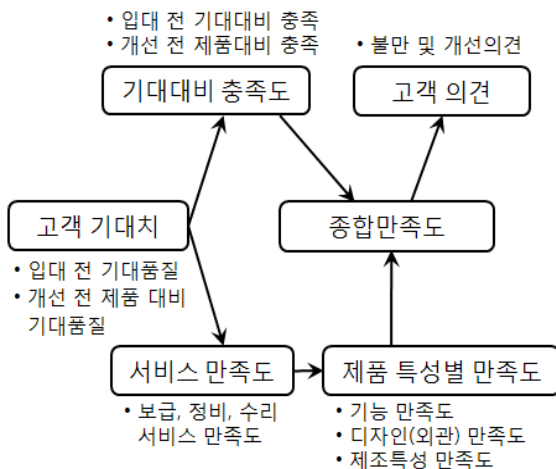 • 입대 전 기대대비 충족
• 개선 전 제품대비 충족
기대대비 충족도
• 불만 및 개선의견
고객 의견
고객 기대치
• 입대 전 기대품질
• 개선 전 제품 대비
기대품질
종합만족도
서비스 만족도
• 보급, 정비, 수리
서비스 만족도
제품 특성별 만족도
• 기능 만족도
• 디자인(외관) 만족도
• 제조특성 만족도